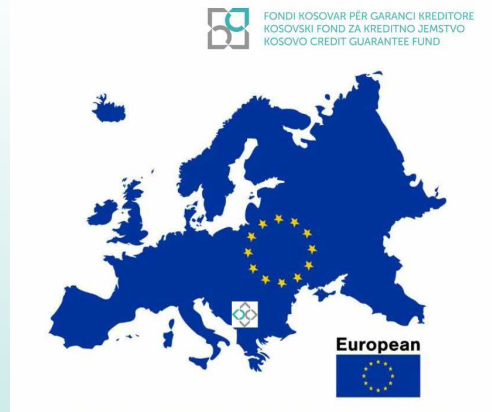 FONDI KOSOVAR PËR GARANCI KREDITORE
KOSOVSKI FOND ZA KREDITNO JEMSTVO
KOSOVO CREDIT GUARANTEE FUND
European